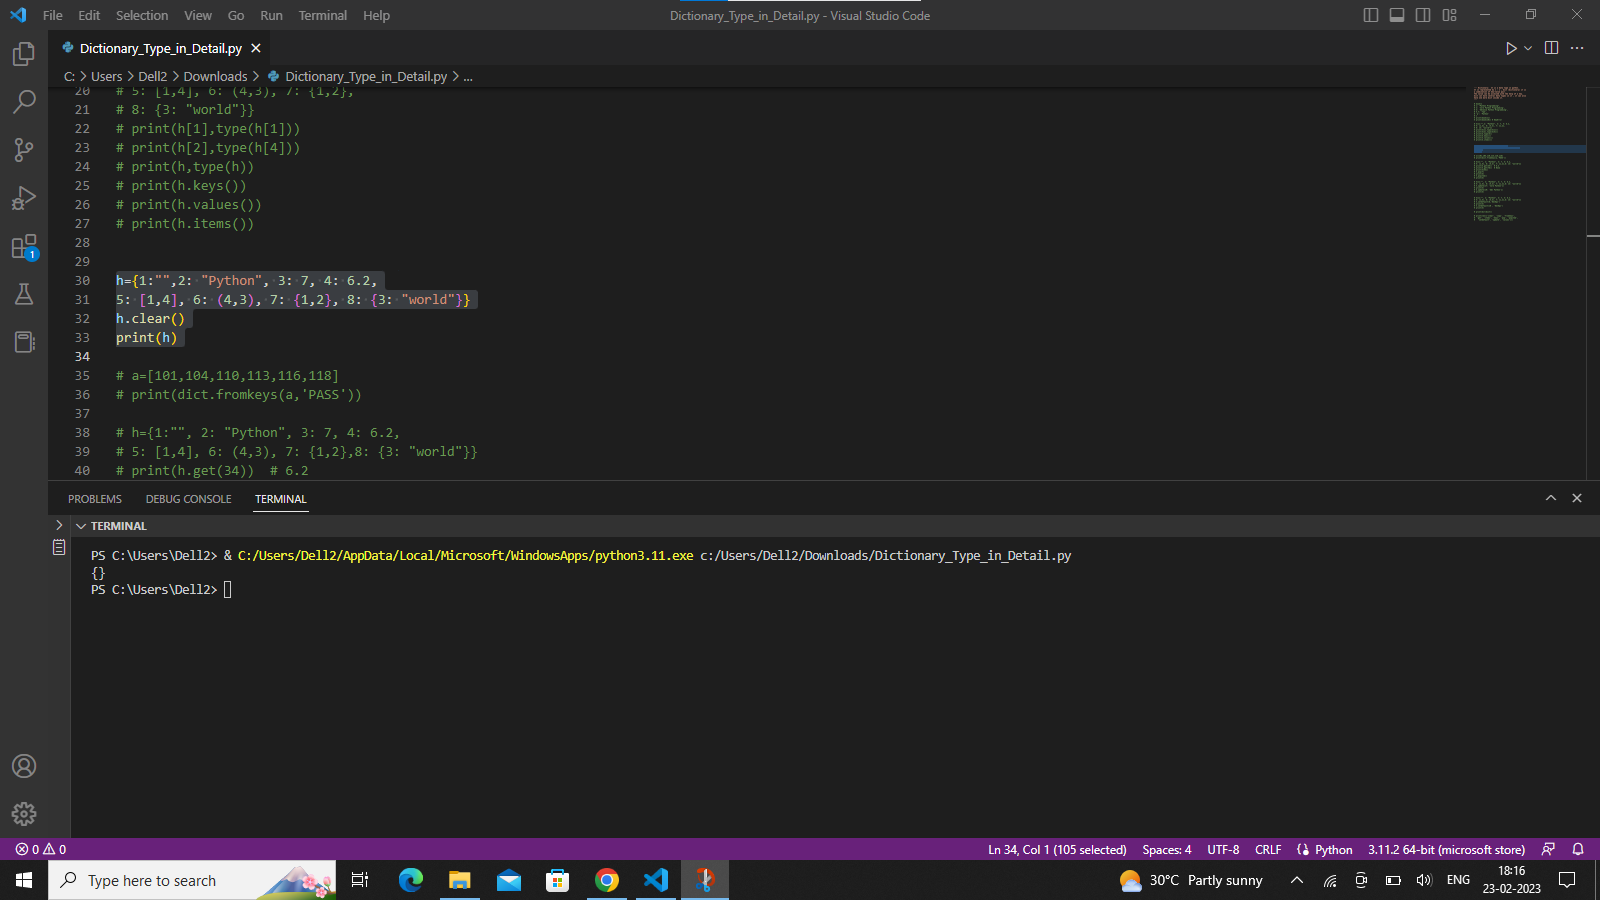 File Edit Selection View Go Run Terminal Help
Dictionary_Type_in_Detail.py - Visual Studio Code
Dictionary_Type_in_Detail.py
C: > Users > Dell2 > Downloads > Dictionary_Type_in_Detail.py > ...
20 # 5: [1,4], 6: (4,3), 7: {1,2},
21 # 8: {3: "world"}}
22 # print(h[1],type(h[1]))
23 # print(h[2],type(h[4]))
24 # print(h,type(h))
25 # print(h.keys())
26 # print(h.values())
27 # print(h.items())
28
29
30 h={1:"",2: "Python", 3: 7, 4: 6.2,
31 5: [1,4], 6: (4,3), 7: {1,2}, 8: {3: "world"}}
32 h.clear()
33 print(h)
34
35 # a=[101,104,110,113,116,118]
36 # print(dict.fromkeys(a,'PASS'))
37
38 # h={1:"", 2: "Python", 3: 7, 4: 6.2,
39 # 5: [1,4], 6: (4,3), 7: {1,2},8: {3: "world"}}
40 # print(h.get(34))  # 6.2
PROBLEMS DEBUG CONSOLE TERMINAL
TERMINAL
PS C:\Users\Dell2> & C:/Users/Dell2/AppData/Local/Microsoft/WindowsApps/python3.11.exe c:/Users/Dell2/Downloads/Dictionary_Type_in_Detail.py
{}
PS C:\Users\Dell2>
1
0 0
Ln 34, Col 1 (105 selected) Spaces: 4 UTF-8 CRLF Python 3.11.2 64-bit (microsoft store)
Type here to search
30°C Partly sunny
ENG
18:16
23-02-2023